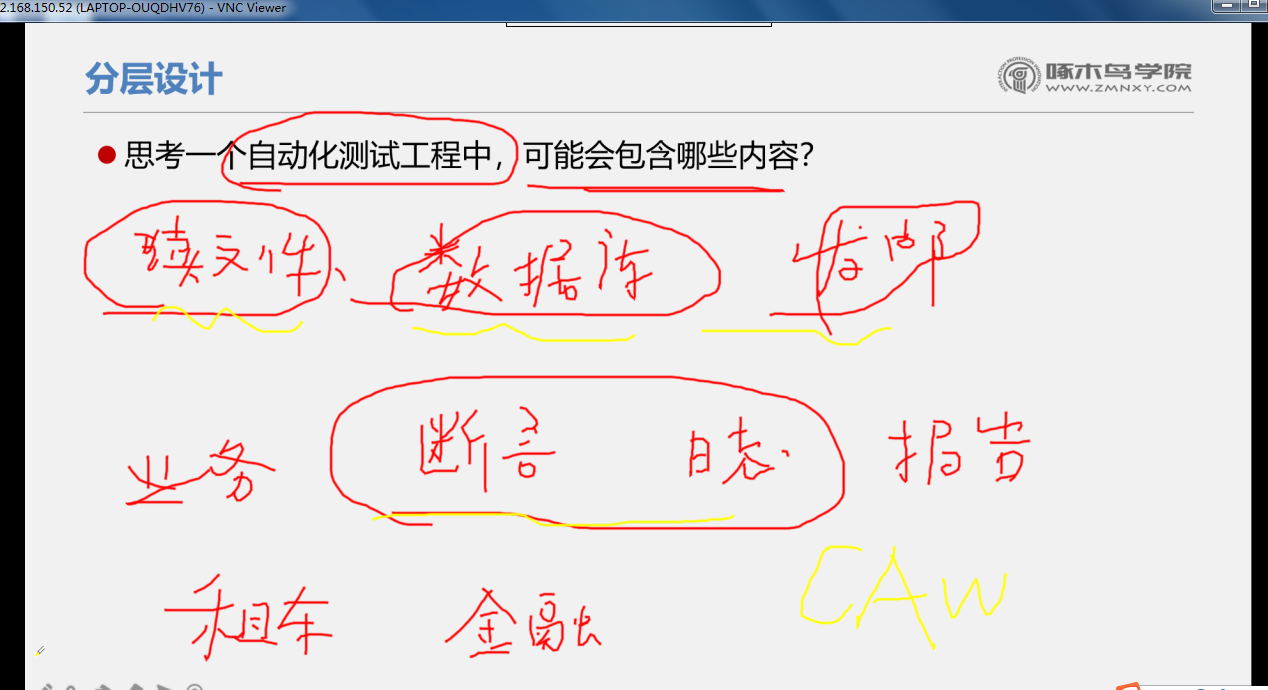 2.168.150.52 (LAPTOP-OUQDHV76) - VNC Viewer
分层设计
啄木鸟学院
WWW.ZMNXY.COM
思考一个自动化测试工程中，可能会包含哪些内容？
读文件、数据库 发邮
业务 断言 日志 报告
租车 金融 CAW